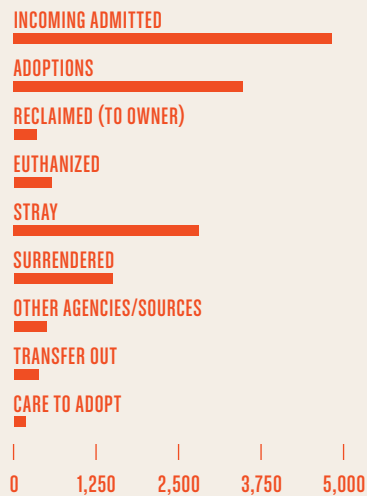 INCOMING ADMITTED
ADOPTIONS
RECLAIMED (TO OWNER)
EUTHANIZED
STRAY
SURRENDERED
OTHER AGENCIES/SOURCES
TRANSFER OUT
CARE TO ADOPT
0 1,250 2,500 3,750 5,000